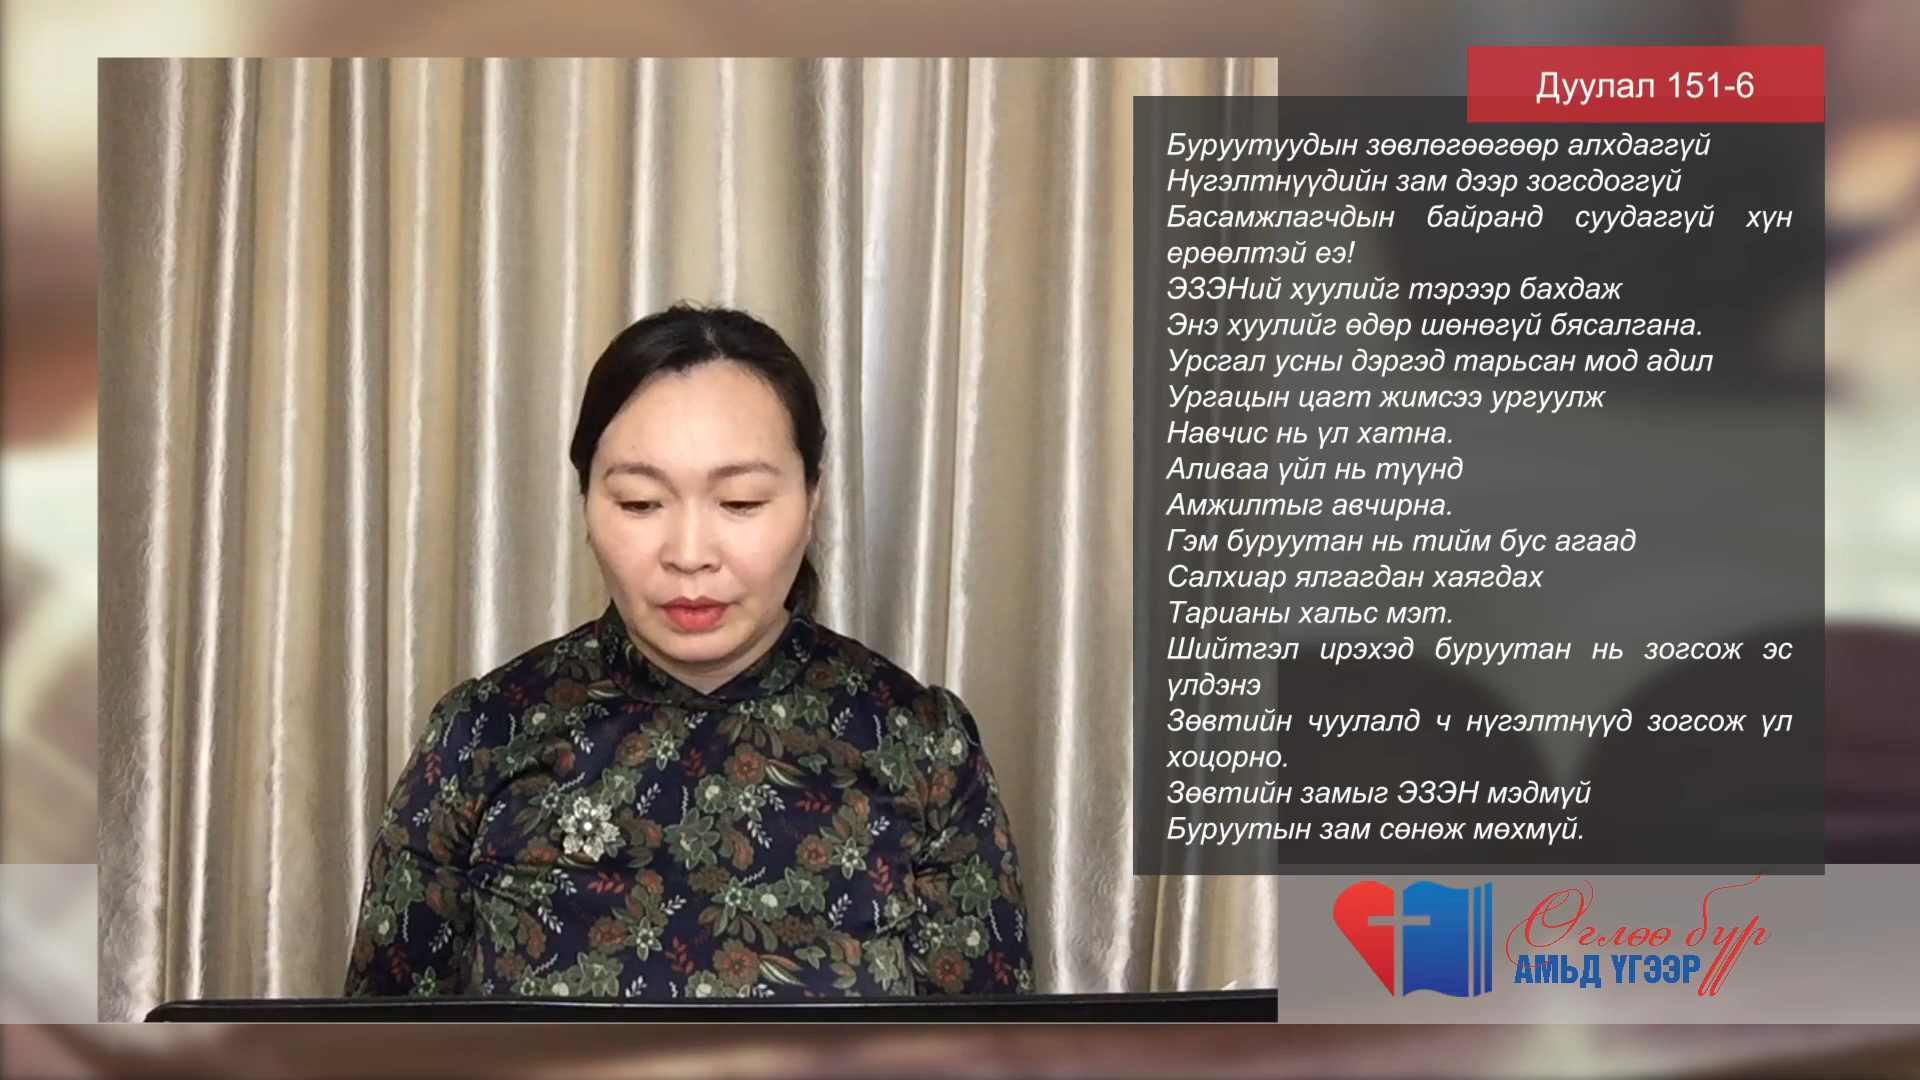 Дуулал 151-6
Буруутуудын зөвлөгөөгөөр алхдаггүй
Нүгэлтнүүдийн зам дээр зогсдоггүй
Басамжлагчдын байранд суудаггүй хүн
ерөөлтэй еэ!
ЭЗЭНий хуулийг тэрээр бахдаж
Энэ хуулийг өдөр шөнөгүй бясалгана.
Урсгал усны дэргэд тарьсан мод адил
Ургацын цагт жимсээ ургуулж
Навчис нь үл хатна.
Аливаа үйл нь түүнд
Амжилтыг авчирна.
Гэм буруутан нь тийм бус агаад
Салхиар ялгагдан хаягдах
Тарианы хальс мэт.
Шийтгэл ирэхэд буруутан нь зогсож эс
үлдэнэ
Зөвтийн чуулалд ч нүгэлтнүүд зогсож үл
хоцорно.
Зөвтийн замыг ЭЗЭН мэдмүй
Буруутын зам сөнөж мөхмүй.
Өглөө бүр
АМЬД ҮГЭЭР